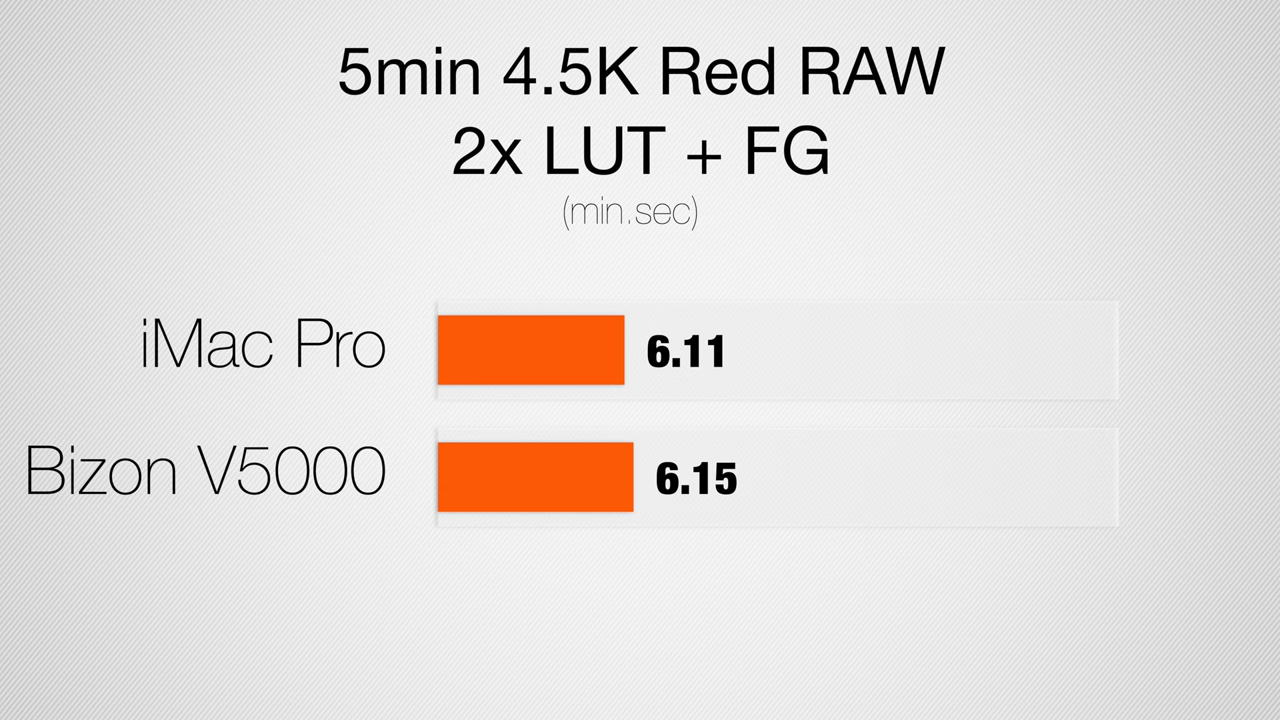 5min 4.5K Red RAW
2x LUT + FG
(min.sec)
iMac Pro 6.11
Bizon V5000 6.15